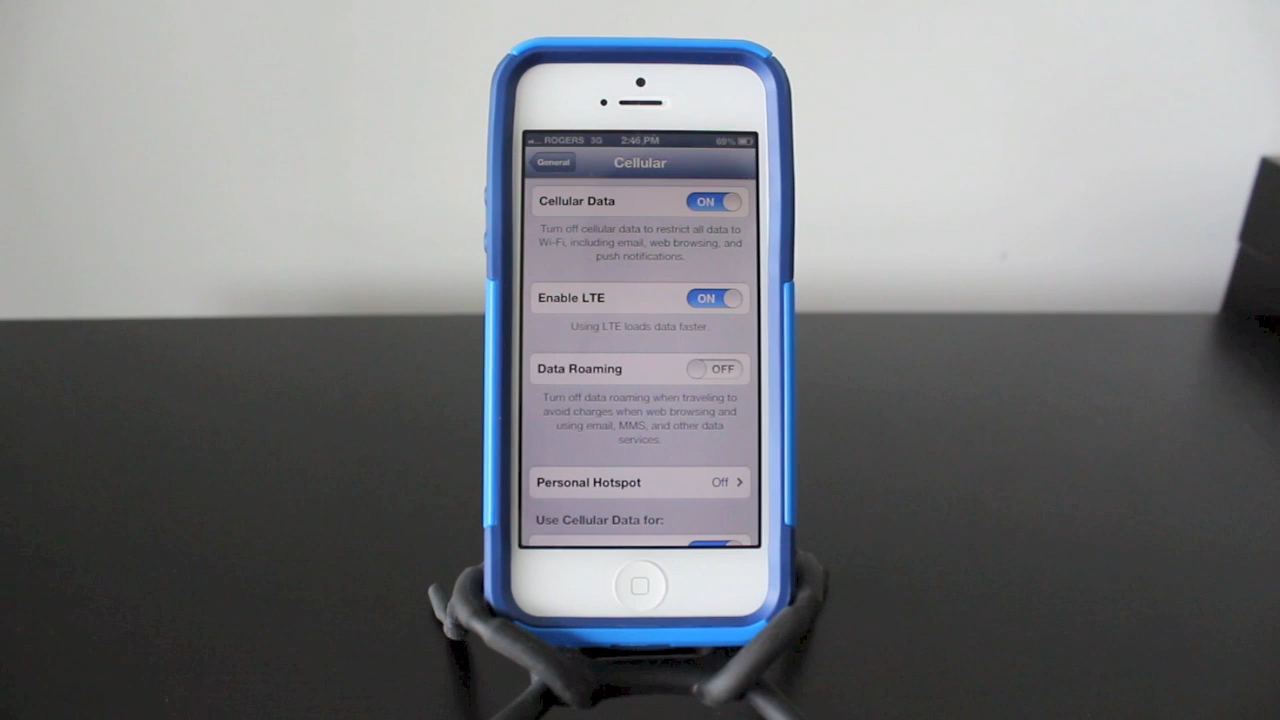 ROGERS 3G 2:46 PM 69%
General Cellular
Cellular Data ON
Turn off cellular data to restrict all data to
Wi-Fi, including email, web browsing, and
push notifications.
Enable LTE ON
Using LTE loads data faster.
Data Roaming OFF
Turn off data roaming when traveling to
avoid charges when web browsing and
using email, MMS, and other data
services.
Personal Hotspot Off
Use Cellular Data for: